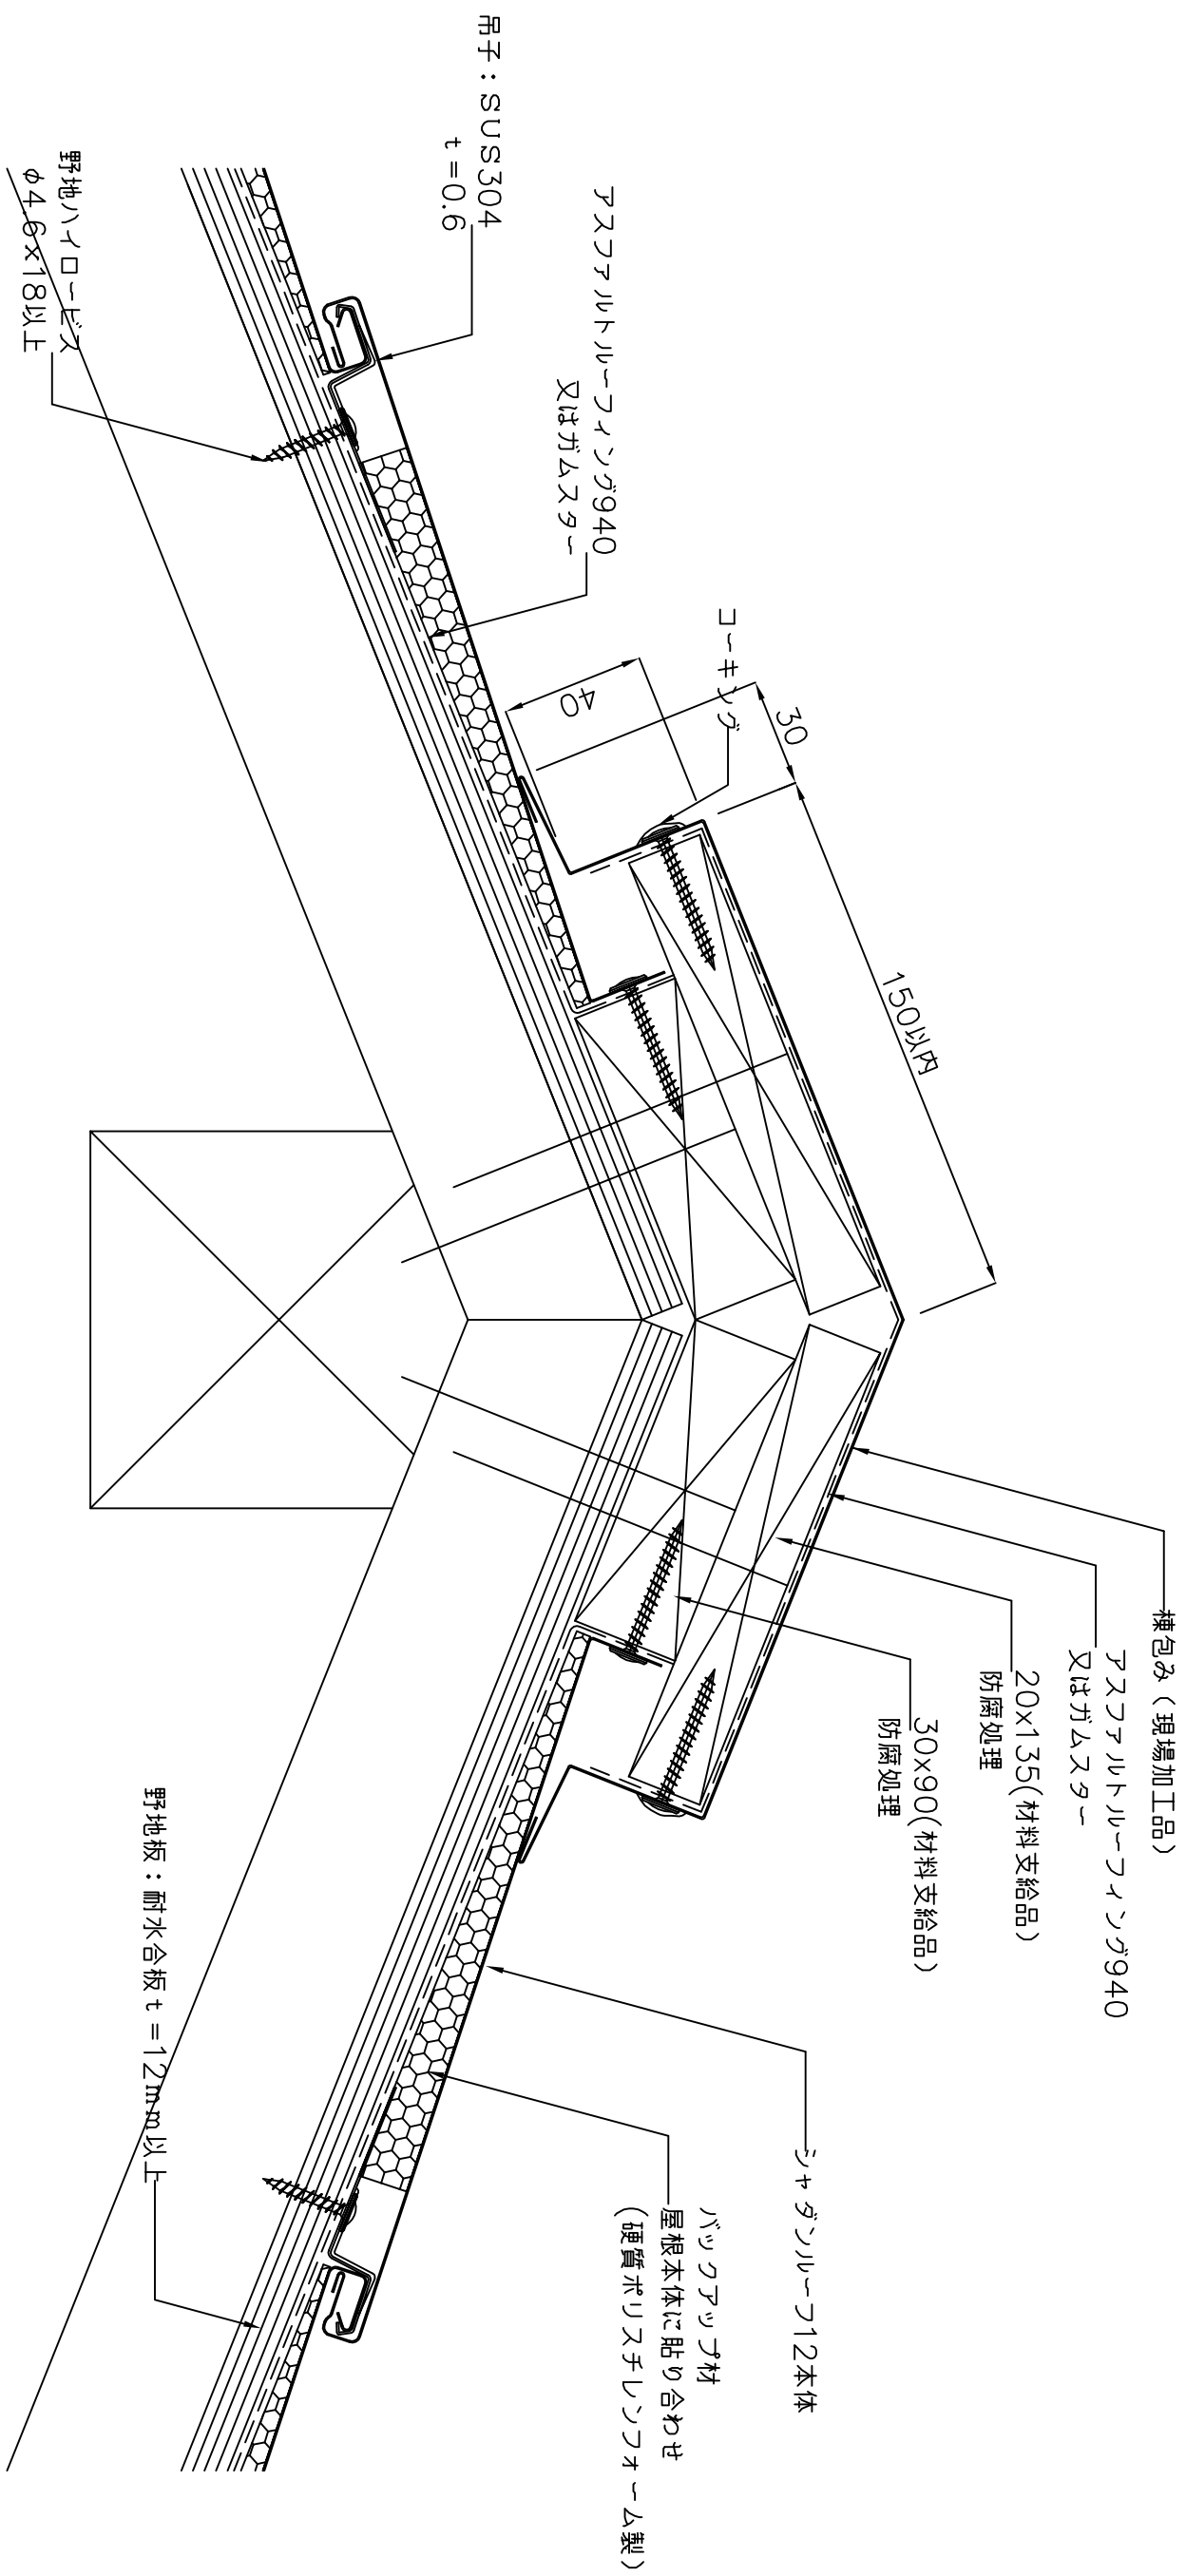 棟包み（現場加工品）
アスファルトルーフィング940
又はガムスター
20x135(材料支給品）
防腐処理
30x90(材料支給品）
防腐処理
150以内
30
40
コーキング
アスファルトルーフィング940
又はガムスター
吊子：SUS304
t=0.6
野地ハイロービス
φ4.6x18以上
シャダンルーフ12本体
バックアップ材
屋根本体に貼り合わせ
(硬質ポリスチレンフォーム製）
野地板：耐水合板t=12mm以上